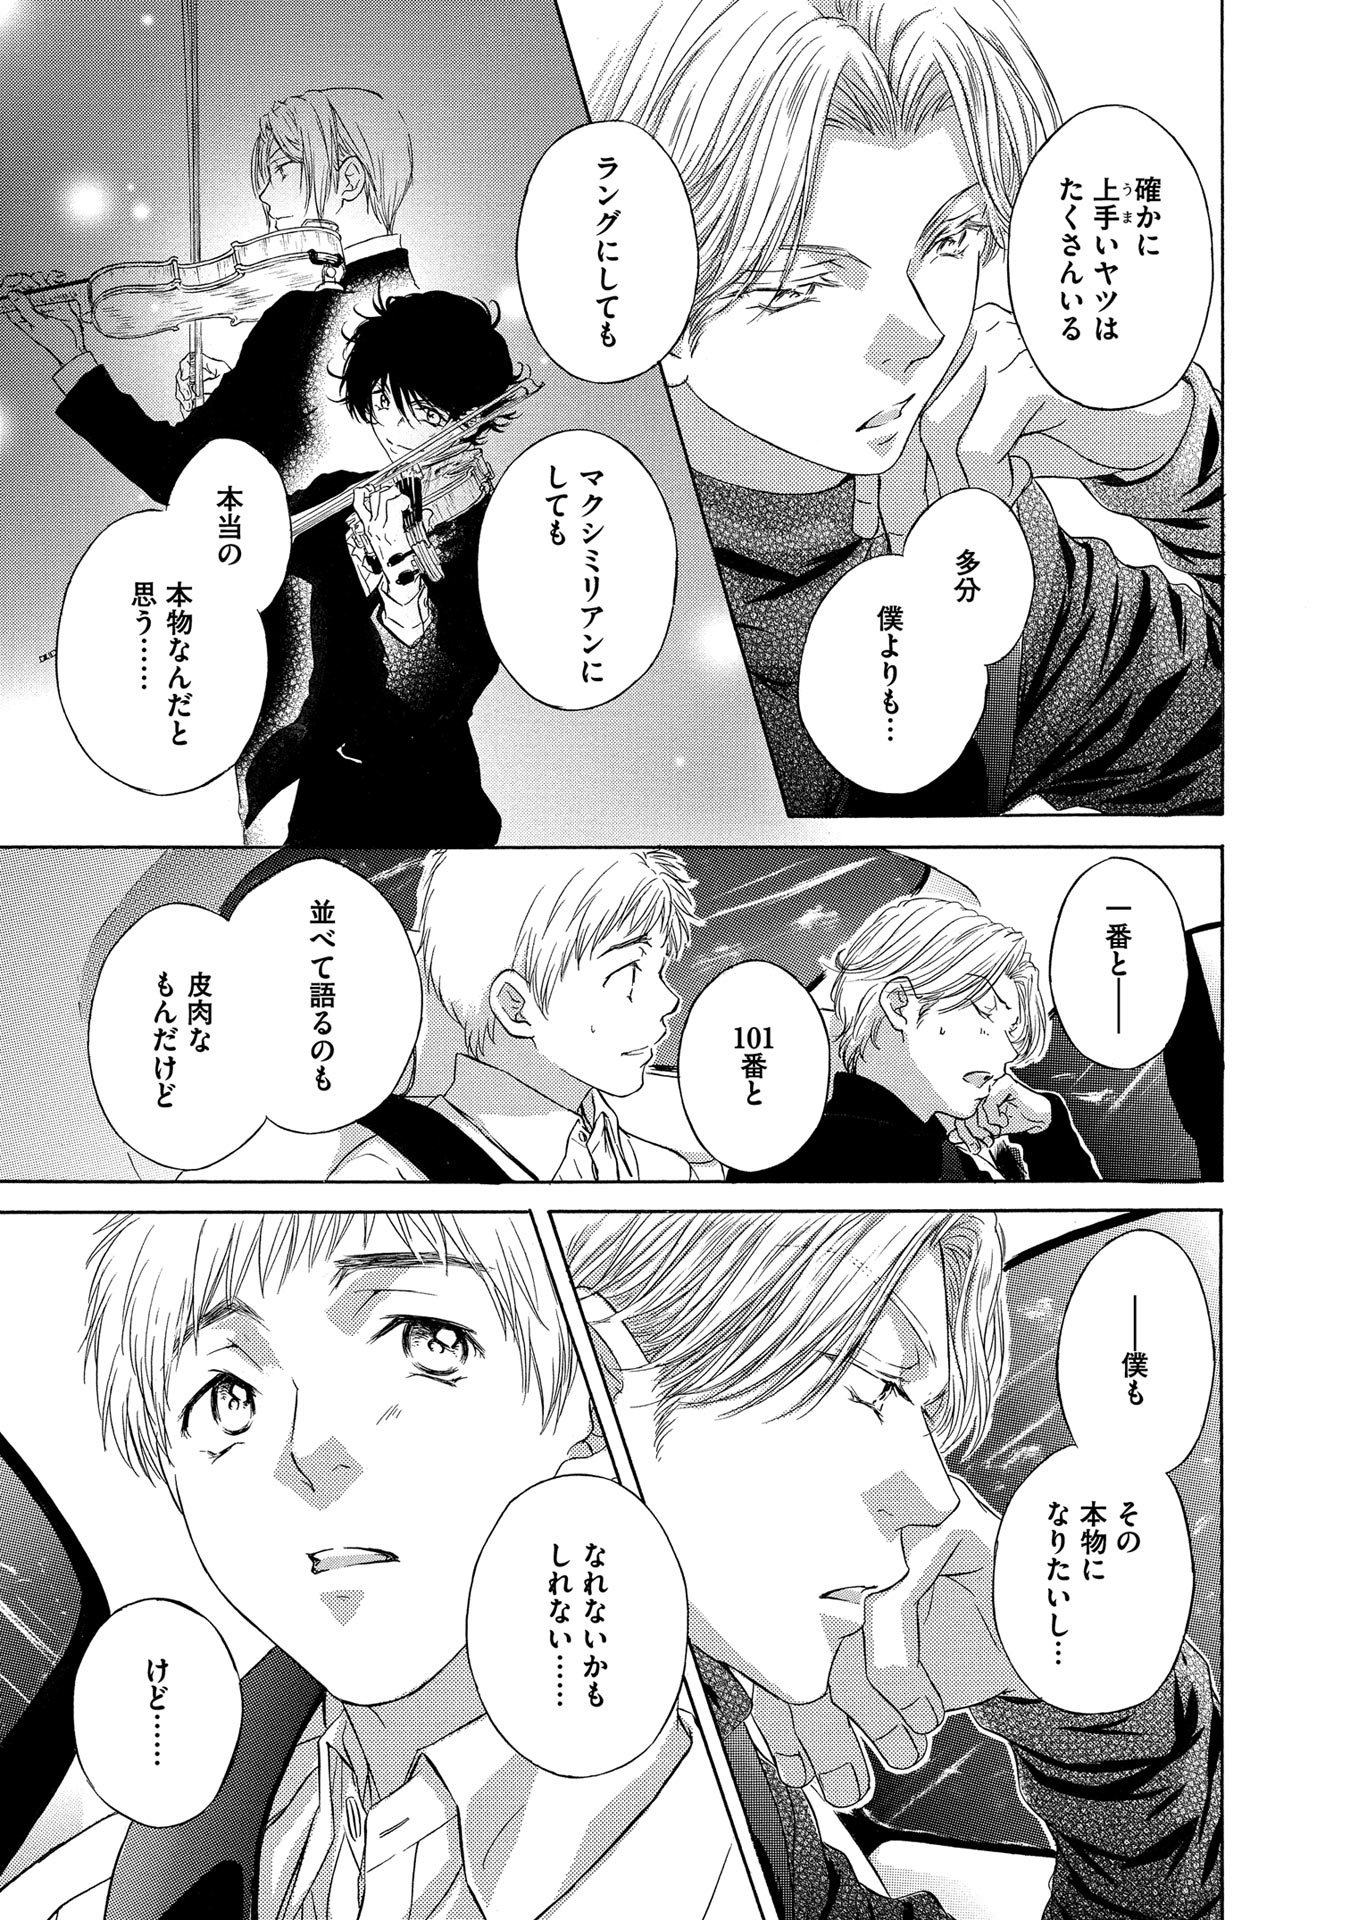 確かに
上手いヤツは
うま
たくさんいる
多分
僕よりも…
ラングにしても
マクシミリアンに
しても
本当の
本物なんだと
思う……
一番と――
101番と
並べて語るのも
皮肉な
もんだけど
――僕も
その
本物に
なりたいし…
なれないかも
しれない……
けど……